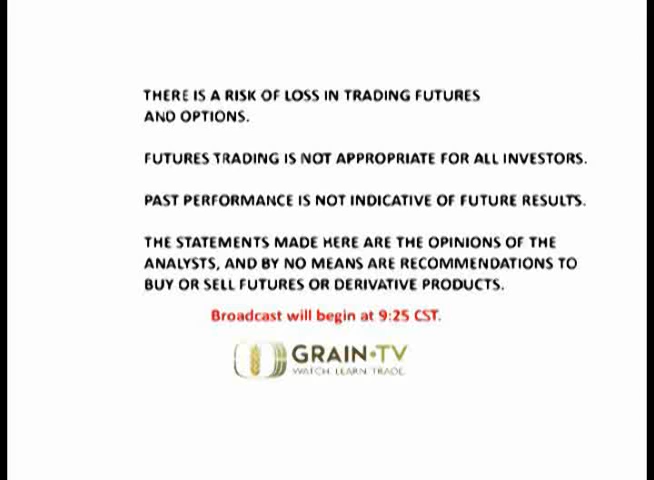 THERE IS A RISK OF LOSS IN TRADING FUTURES
AND OPTIONS.
FUTURES TRADING IS NOT APPROPRIATE FOR ALL INVESTORS.
PAST PERFORMANCE IS NOT INDICATIVE OF FUTURE RESULTS.
THE STATEMENTS MADE HERE ARE THE OPINIONS OF THE
ANALYSTS, AND BY NO MEANS ARE RECOMMENDATIONS TO
BUY OR SELL FUTURES OR DERIVATIVE PRODUCTS.
Broadcast will begin at 9:25 CST.
GRAIN•TV
WATCH LEARN TRADE